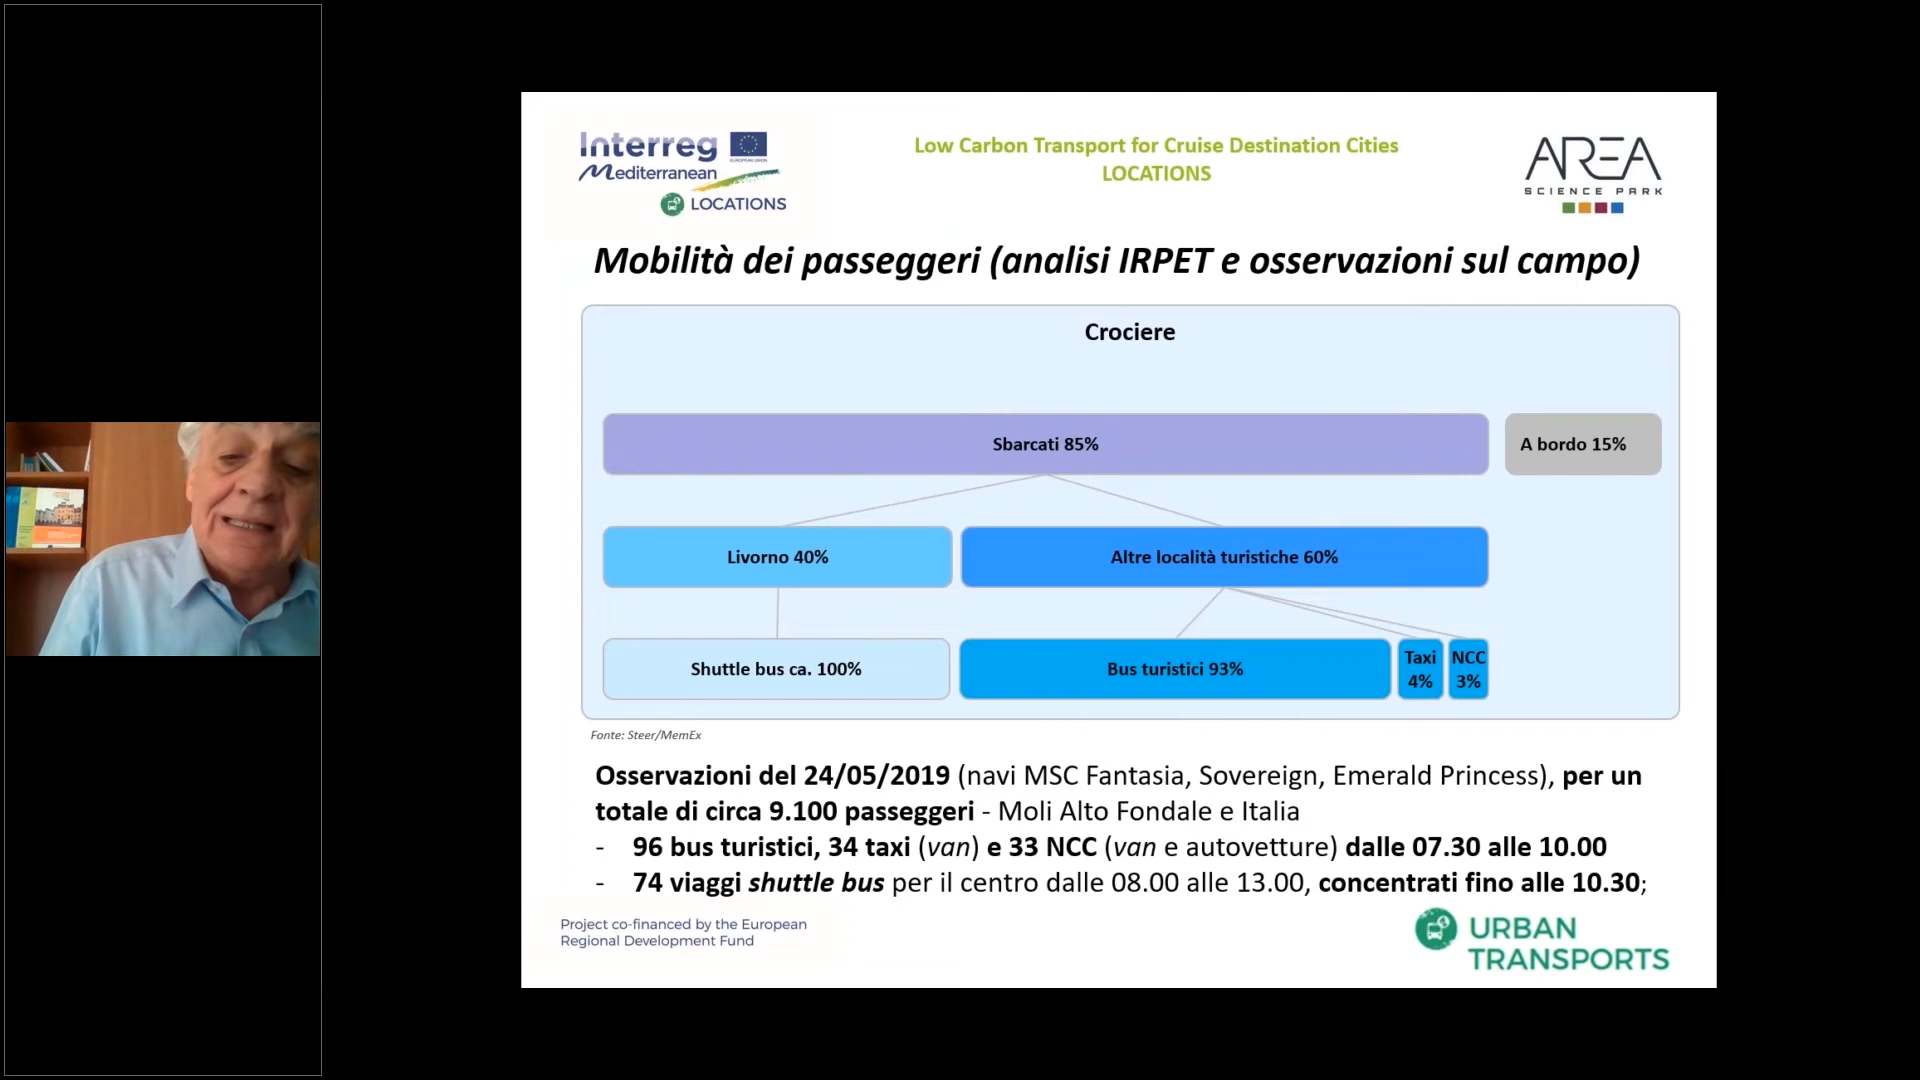 Interreg
EUROPEAN UNION
Mediterranean
LOCATIONS
Low Carbon Transport for Cruise Destination Cities
LOCATIONS
AREA
SCIENCE PARK
Mobilità dei passeggeri (analisi IRPET e osservazioni sul campo)
Crociere
Sbarcati 85%
A bordo 15%
Livorno 40%
Altre località turistiche 60%
Shuttle bus ca. 100%
Bus turistici 93%
Taxi
4%
NCC
3%
Fonte: Steer/MemEx
Osservazioni del 24/05/2019 (navi MSC Fantasia, Sovereign, Emerald Princess), per un
totale di circa 9.100 passeggeri - Moli Alto Fondale e Italia
- 96 bus turistici, 34 taxi (van) e 33 NCC (van e autovetture) dalle 07.30 alle 10.00
- 74 viaggi shuttle bus per il centro dalle 08.00 alle 13.00, concentrati fino alle 10.30;
Project co-financed by the European
Regional Development Fund
URBAN
TRANSPORTS